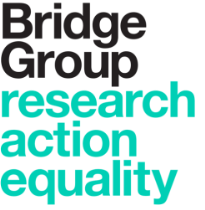 Bridge
Group
research
action
equality